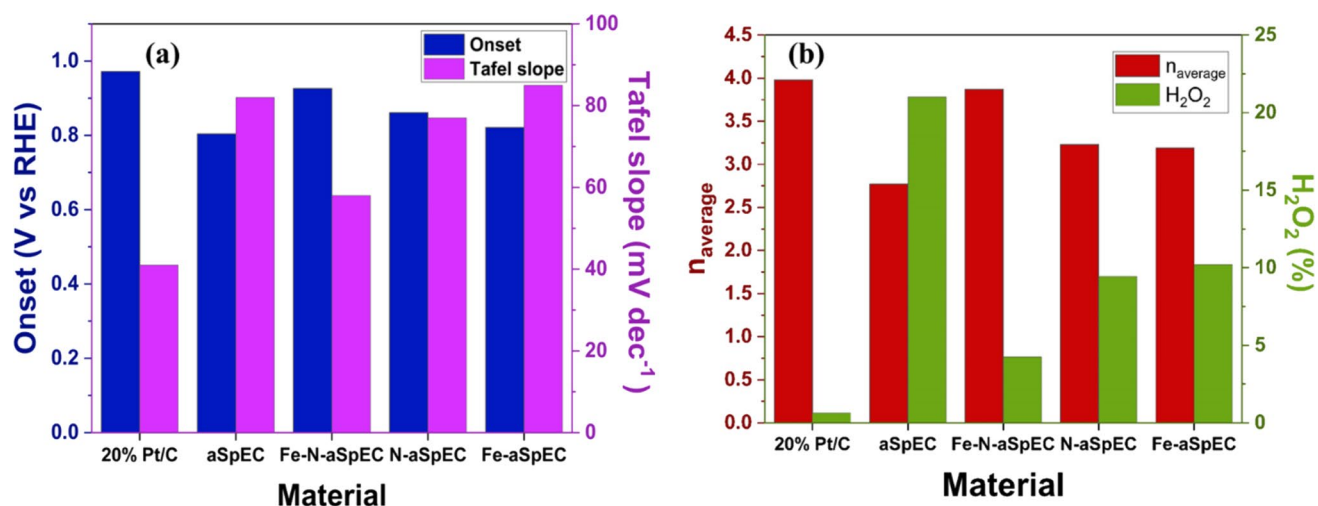 (a)
Onset
Tafel slope
Onset (V vs RHE)
1.0
0.8
0.6
0.4
0.2
0.0
100
80
60
40
20
0
Tafel slope (mV dec⁻¹)
20% Pt/C aSpEC Fe-N-aSpEC N-aSpEC Fe-aSpEC
Material
(b)
n_average
H₂O₂
n_average
4.5
4.0
3.5
3.0
2.5
2.0
1.5
1.0
0.5
0.0
25
20
15
10
5
0
H₂O₂ (%)
20% Pt/C aSpEC Fe-N-aSpEC N-aSpEC Fe-aSpEC
Material